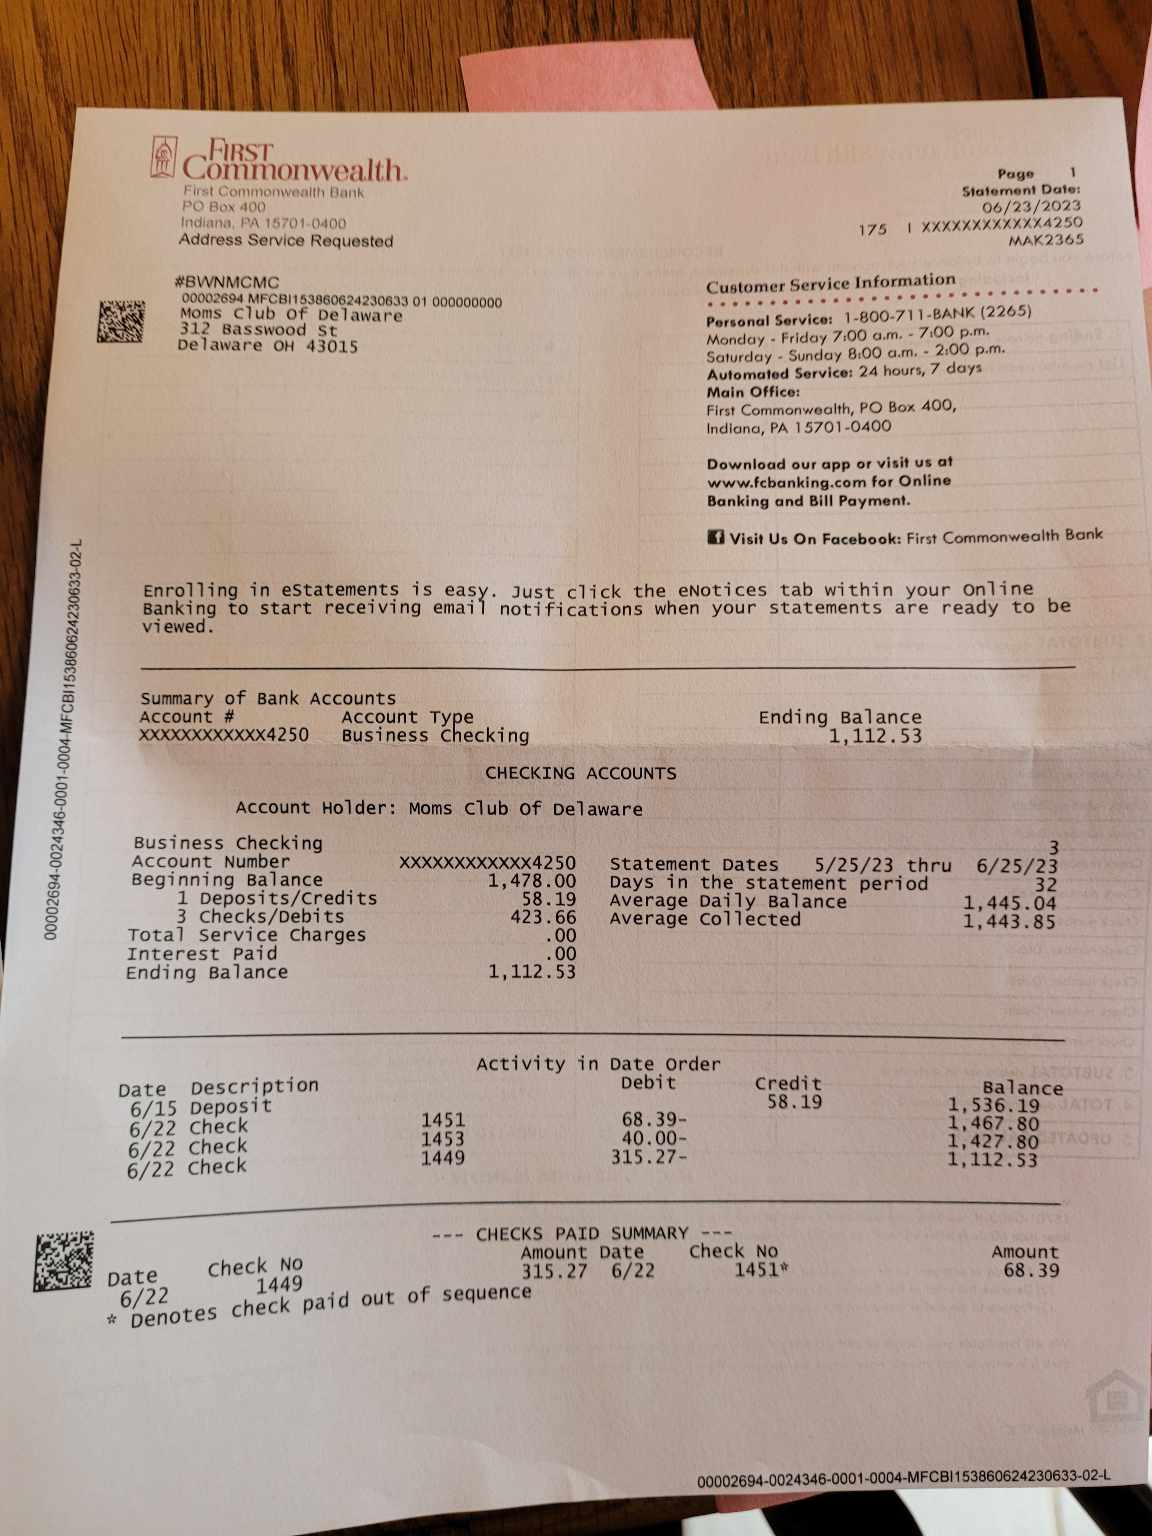 FIRST
Commonwealth®
First Commonwealth Bank
PO Box 400
Indiana, PA 15701-0400
Address Service Requested
Page 1
Statement Date:
06/23/2023
175 I XXXXXXXXXXXX4250
MAK2365
#BWNMCMC
00002694 MFCBI153860624230633 01 000000000
Moms Club Of Delaware
312 Basswood St
Delaware OH 43015
Customer Service Information
Personal Service: 1-800-711-BANK (2265)
Monday - Friday 7:00 a.m. - 7:00 p.m.
Saturday - Sunday 8:00 a.m. - 2:00 p.m.
Automated Service: 24 hours, 7 days
Main Office:
First Commonwealth, PO Box 400,
Indiana, PA 15701-0400
Download our app or visit us at
www.fcbanking.com for Online
Banking and Bill Payment.
Visit Us On Facebook: First Commonwealth Bank
00002694-0024346-0001-0004-MFCBI153860624230633-02-L
Enrolling in eStatements is easy. Just click the eNotices tab within your Online
Banking to start receiving email notifications when your statements are ready to be
viewed.
Summary of Bank Accounts
Account # Account Type Ending Balance
XXXXXXXXXXXX4250 Business Checking 1,112.53
CHECKING ACCOUNTS
Account Holder: Moms Club Of Delaware
Business Checking 3
Account Number XXXXXXXXXXXX4250 Statement Dates 5/25/23 thru 6/25/23
Beginning Balance 1,478.00 Days in the statement period 32
1 Deposits/Credits 58.19 Average Daily Balance 1,445.04
3 Checks/Debits 423.66 Average Collected 1,443.85
Total Service Charges .00
Interest Paid .00
Ending Balance 1,112.53
Activity in Date Order
Date Description Debit Credit Balance
6/15 Deposit 58.19 1,536.19
6/22 Check 1451 68.39- 1,467.80
6/22 Check 1453 40.00- 1,427.80
6/22 Check 1449 315.27- 1,112.53
--- CHECKS PAID SUMMARY ---
Date Check No Amount Date Check No Amount
6/22 1449 315.27 6/22 1451* 68.39
* Denotes check paid out of sequence
00002694-0024346-0001-0004-MFCBI153860624230633-02-L